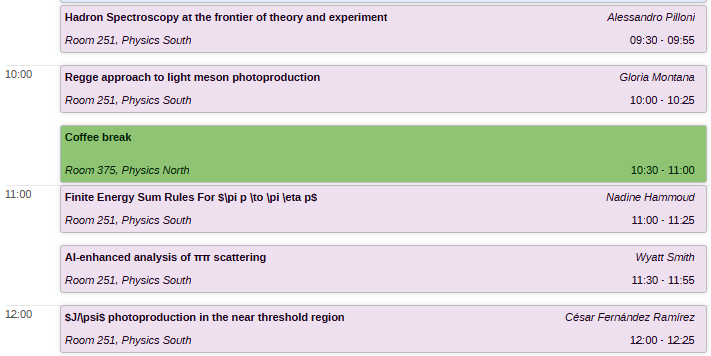 Hadron Spectroscopy at the frontier of theory and experiment Alessandro Pilloni
Room 251, Physics South 09:30 - 09:55
10:00
Regge approach to light meson photoproduction Gloria Montana
Room 251, Physics South 10:00 - 10:25
Coffee break
Room 375, Physics North 10:30 - 11:00
11:00
Finite Energy Sum Rules For $\pi p \to \pi \eta p$ Nadine Hammoud
Room 251, Physics South 11:00 - 11:25
AI-enhanced analysis of ππ scattering Wyatt Smith
Room 251, Physics South 11:30 - 11:55
12:00
$J/\psi$ photoproduction in the near threshold region César Fernández Ramírez
Room 251, Physics South 12:00 - 12:25